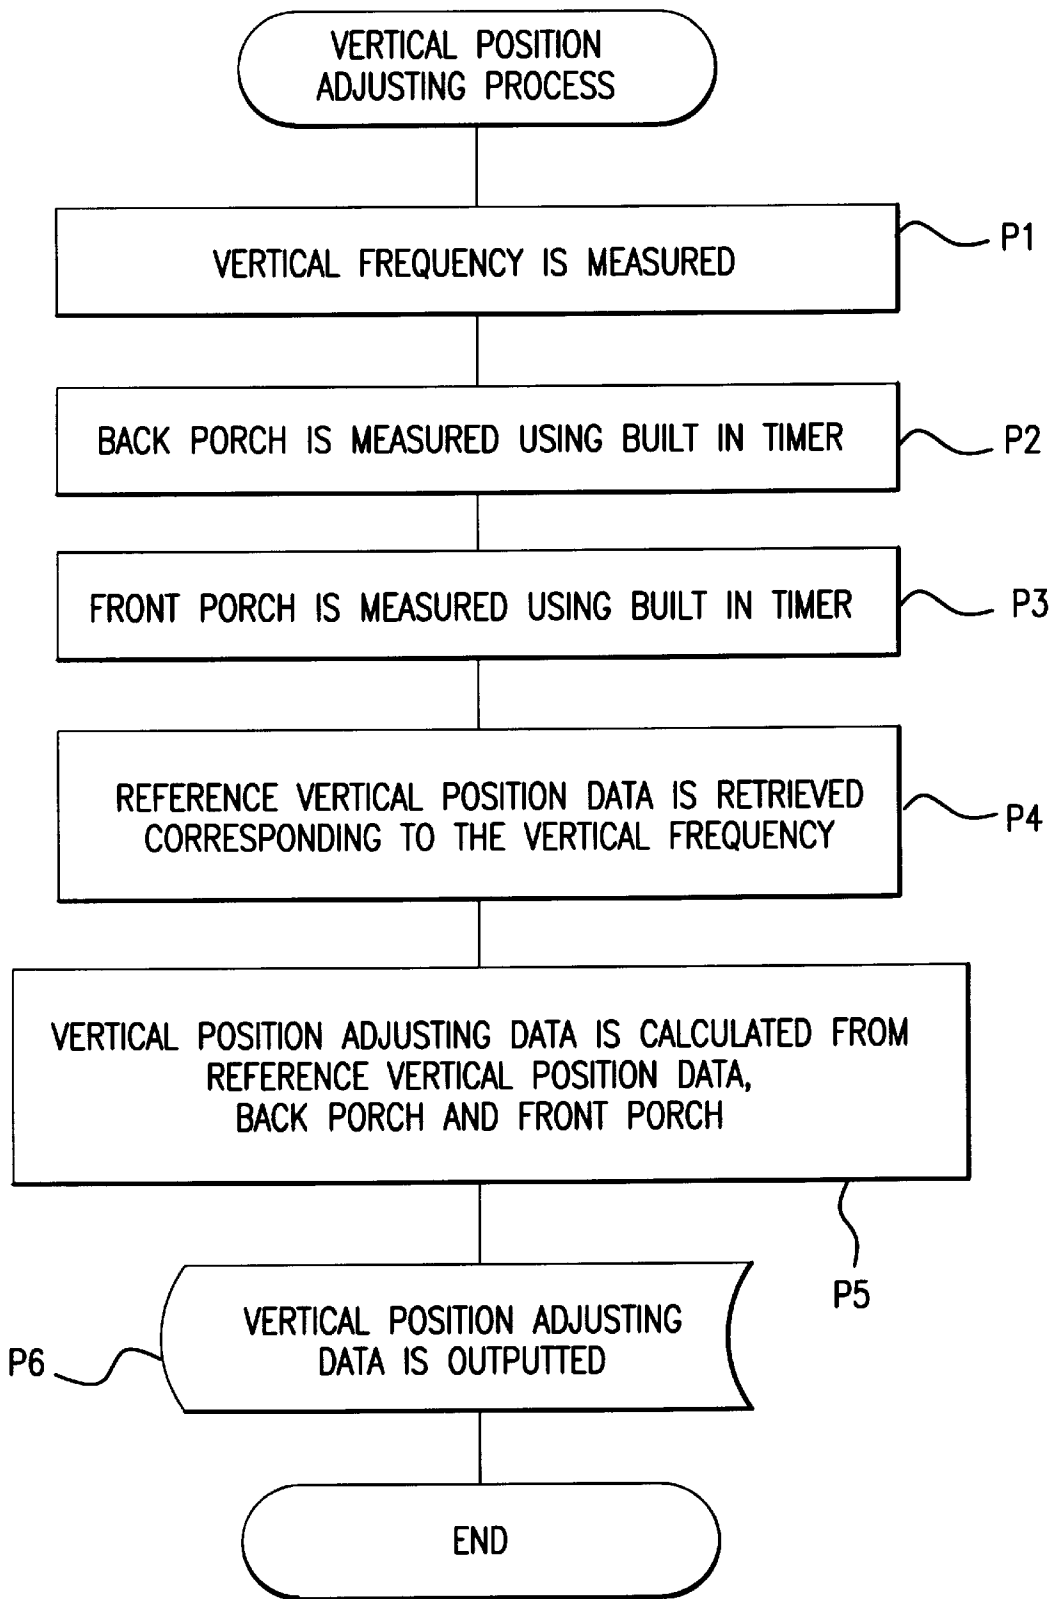 VERTICAL POSITION
ADJUSTING PROCESS
VERTICAL FREQUENCY IS MEASURED
P1
BACK PORCH IS MEASURED USING BUILT IN TIMER
P2
FRONT PORCH IS MEASURED USING BUILT IN TIMER
P3
REFERENCE VERTICAL POSITION DATA IS RETRIEVED
CORRESPONDING TO THE VERTICAL FREQUENCY
P4
VERTICAL POSITION ADJUSTING DATA IS CALCULATED FROM
REFERENCE VERTICAL POSITION DATA,
BACK PORCH AND FRONT PORCH
P5
VERTICAL POSITION ADJUSTING
DATA IS OUTPUTTED
P6
END